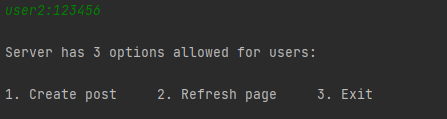 user2:123456
Server has 3 options allowed for users:
1. Create post     2. Refresh page     3. Exit